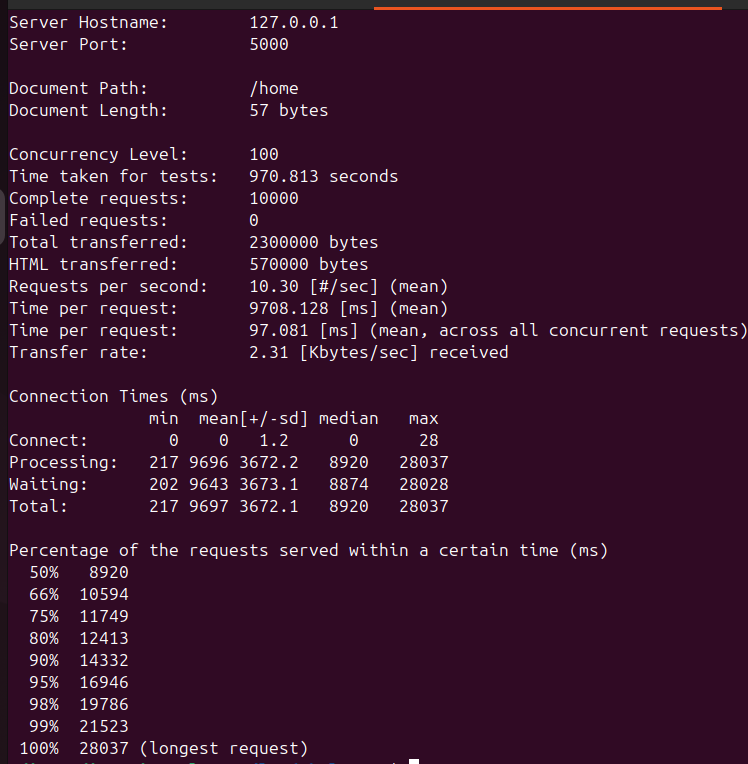 Server Hostname:        127.0.0.1
Server Port:            5000
Document Path:          /home
Document Length:        57 bytes
Concurrency Level:      100
Time taken for tests:   970.813 seconds
Complete requests:      10000
Failed requests:        0
Total transferred:      2300000 bytes
HTML transferred:       570000 bytes
Requests per second:    10.30 [#/sec] (mean)
Time per request:       9708.128 [ms] (mean)
Time per request:       97.081 [ms] (mean, across all concurrent requests)
Transfer rate:          2.31 [Kbytes/sec] received
Connection Times (ms)
              min  mean[+/-sd] median   max
Connect:        0    0   1.2      0      28
Processing:   217 9696 3672.2   8920   28037
Waiting:      202 9643 3673.1   8874   28028
Total:        217 9697 3672.1   8920   28037
Percentage of the requests served within a certain time (ms)
  50%   8920
  66%  10594
  75%  11749
  80%  12413
  90%  14332
  95%  16946
  98%  19786
  99%  21523
 100%  28037 (longest request)